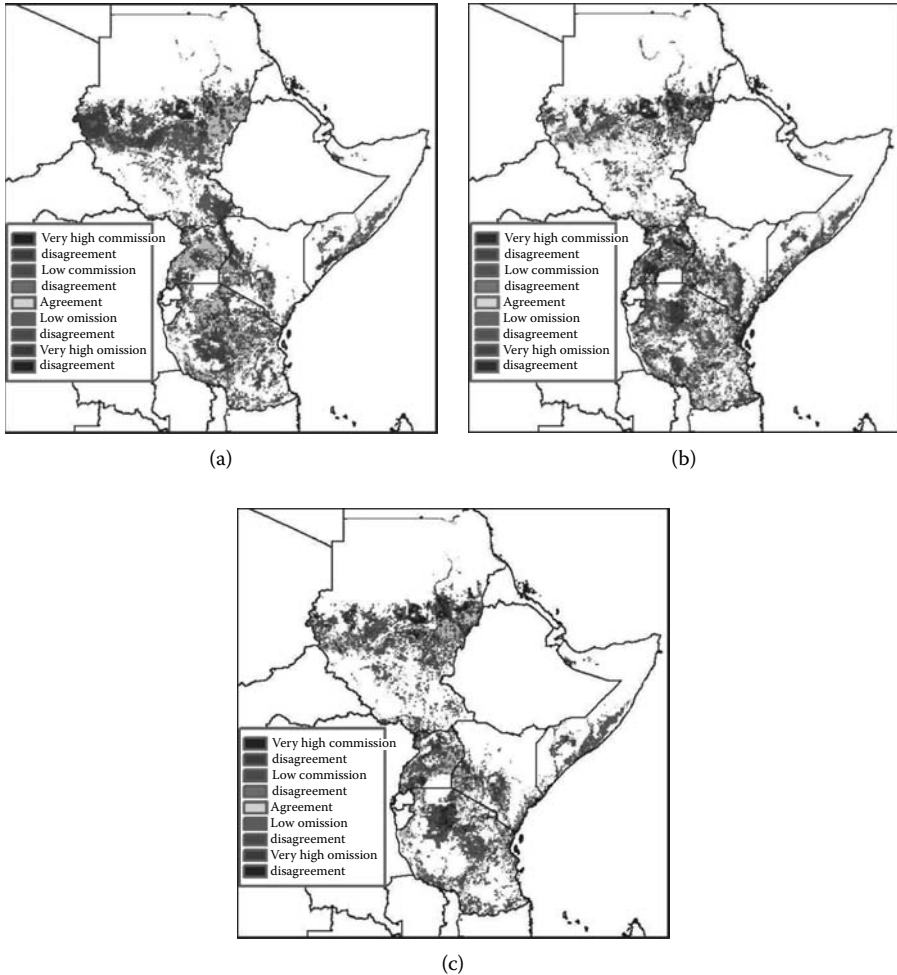 Very high commission
disagreement
Low commission
disagreement
Agreement
Low omission
disagreement
Very high omission
disagreement
(a)
Very high commission
disagreement
Low commission
disagreement
Agreement
Low omission
disagreement
Very high omission
disagreement
(b)
Very high commission
disagreement
Low commission
disagreement
Agreement
Low omission
disagreement
Very high omission
disagreement
(c)